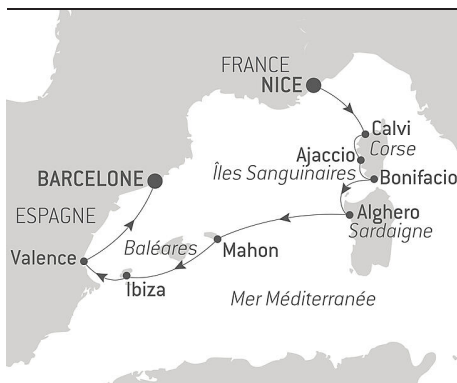 FRANCE
NICE
Calvi
Corse
Ajaccio
Îles Sanguinaires
Bonifacio
BARCELONE
Alghero
Sardaigne
ESPAGNE
Baléares
Mahon
Valence
Ibiza
Mer Méditerranée